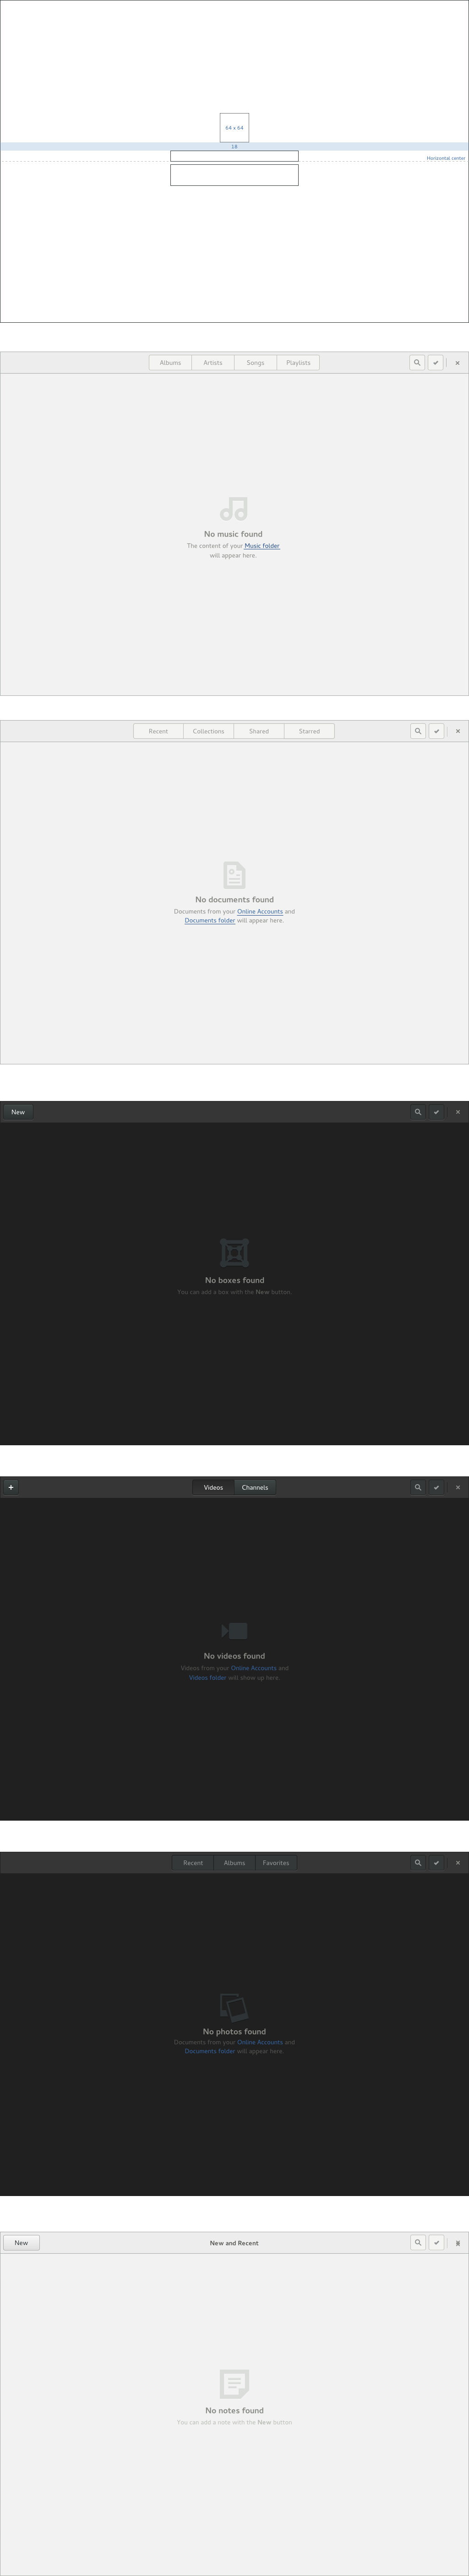 64 x 64
18
Horizontal center
Albums Artists Songs Playlists
No music found
The content of your Music folder
will appear here.
Recent Collections Shared Starred
No documents found
Documents from your Online Accounts and
Documents folder will appear here.
New
No boxes found
You can add a box with the New button.
Videos Channels
No videos found
Videos from your Online Accounts and
Videos folder will show up here.
Recent Albums Favorites
No photos found
Documents from your Online Accounts and
Documents folder will appear here.
New New and Recent
No notes found
You can add a note with the New button